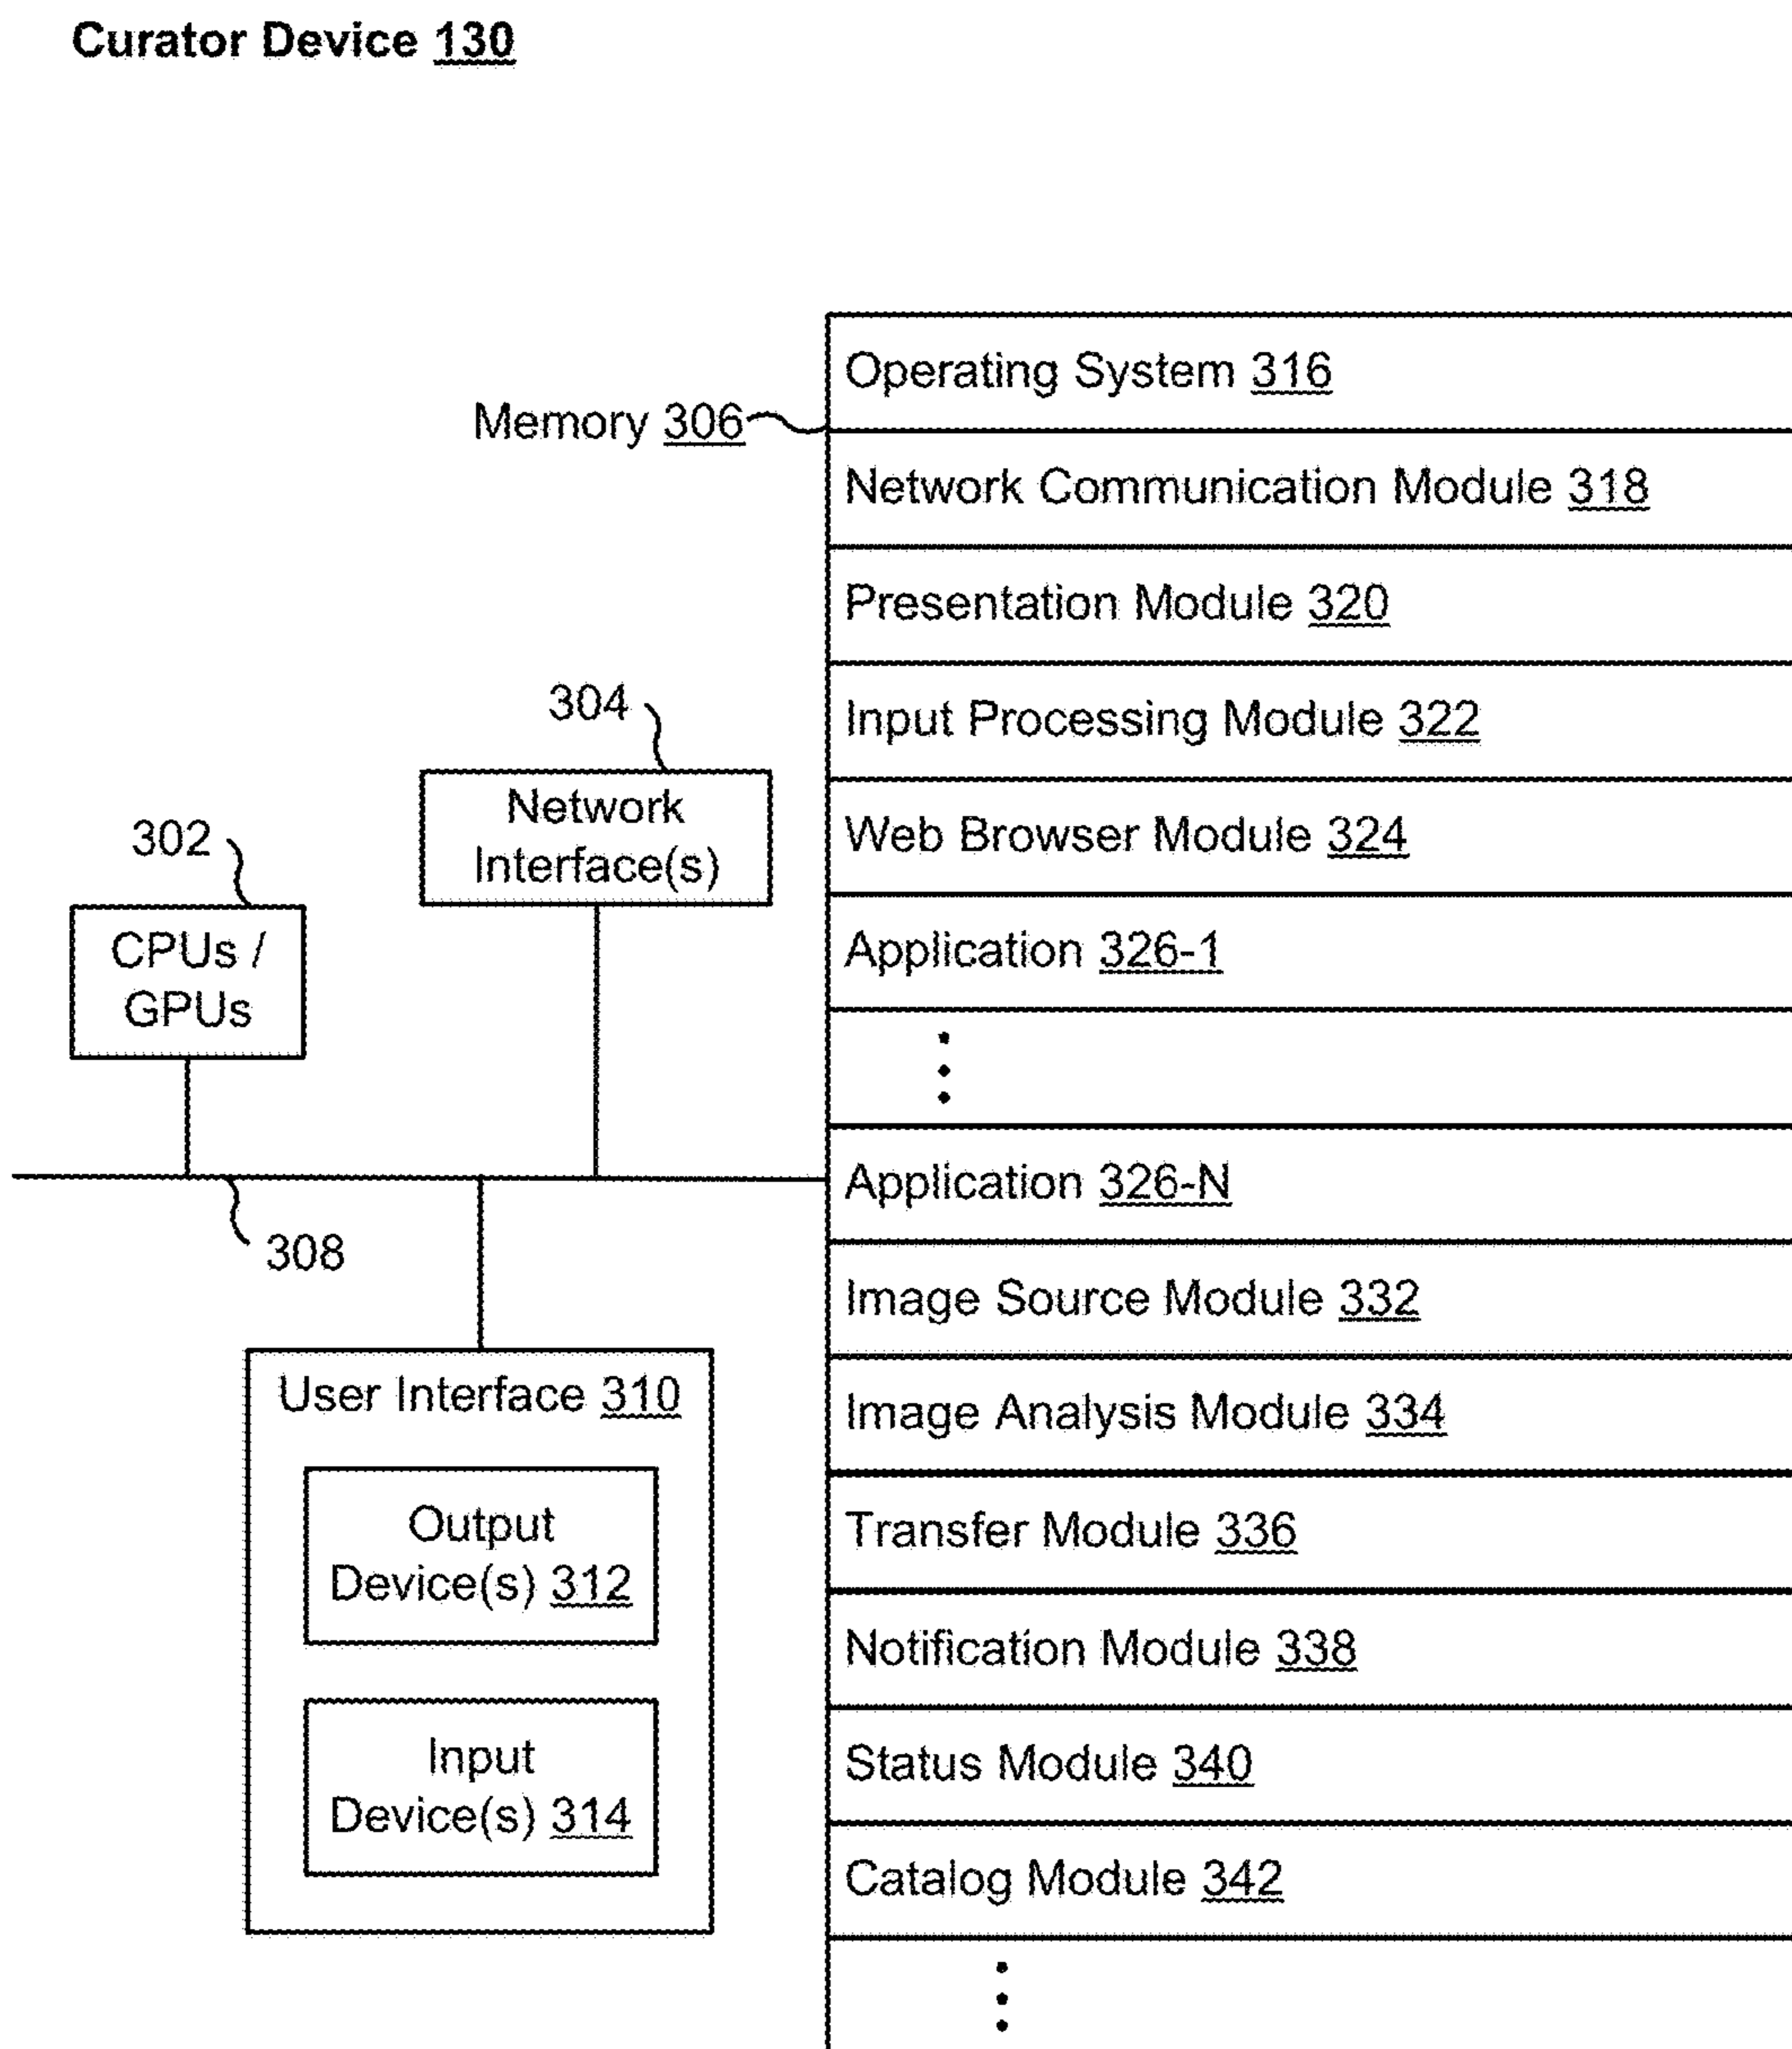 Curator Device 130
Memory 306
Operating System 316
Network Communication Module 318
Presentation Module 320
Input Processing Module 322
Web Browser Module 324
Application 326-1
Application 326-N
Image Source Module 332
Image Analysis Module 334
Transfer Module 336
Notification Module 338
Status Module 340
Catalog Module 342
304
Network
Interface(s)
302
CPUs /
GPUs
308
User Interface 310
Output
Device(s) 312
Input
Device(s) 314